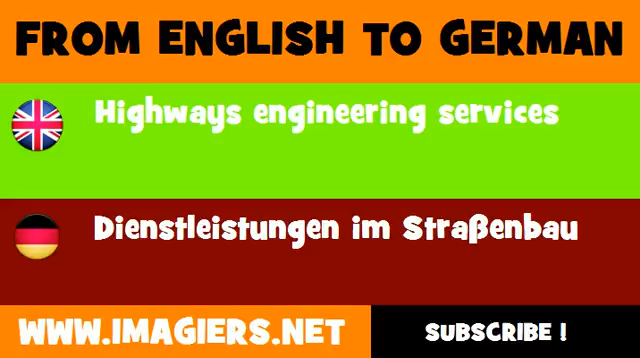 FROM ENGLISH TO GERMAN
Highways engineering services
Dienstleistungen im Straßenbau
WWW.IMAGIERS.NET
SUBSCRIBE !